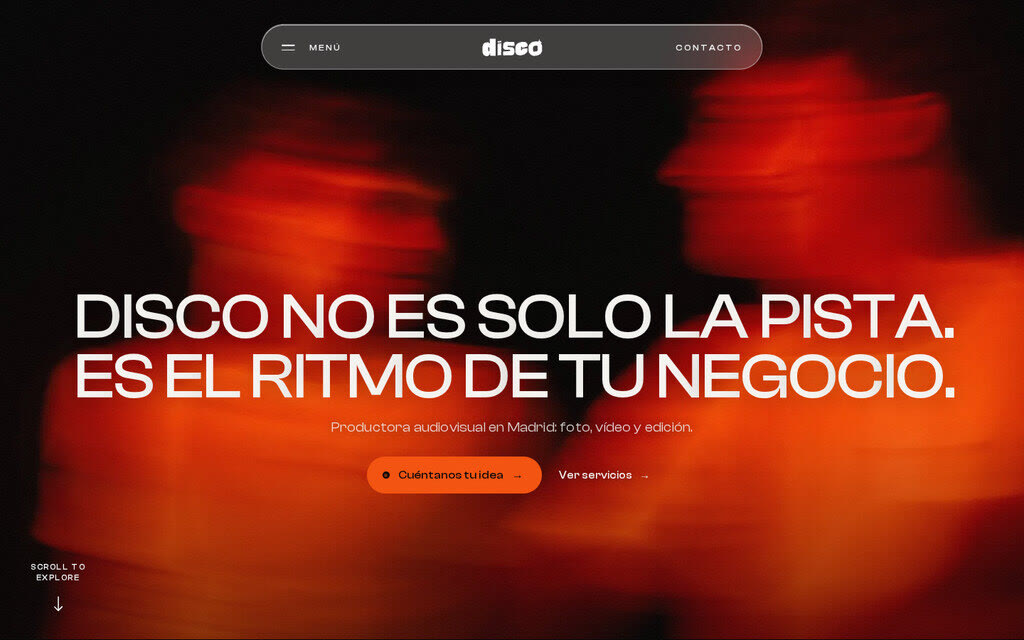 MENÚ
disco
CONTACTO
DISCO NO ES SOLO LA PISTA.
ES EL RITMO DE TU NEGOCIO.
Productora audiovisual en Madrid: foto, vídeo y edición.
Cuéntanos tu idea →
Ver servicios →
SCROLL TO
EXPLORE
↓